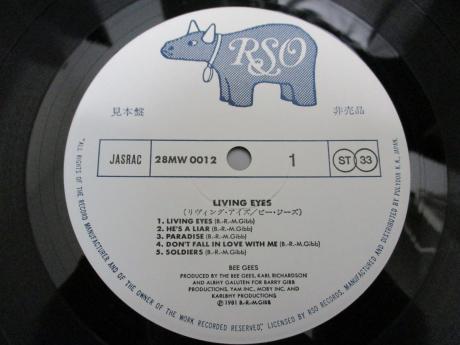 RSO
見本盤
非売品
JASRAC
28MW 0012
1
ST 33
LIVING EYES
(リヴィング・アイズ/ビー・ジーズ)
1. LIVING EYES (B.-R.-M.Gibb)
2. HE'S A LIAR (B.-R.-M.Gibb)
3. PARADISE (B.-R.-M.Gibb)
4. DON'T FALL IN LOVE WITH ME (B.-R.-M.Gibb)
5. SOLDIERS (B.-R.-M.Gibb)
BEE GEES
PRODUCED BY THE BEE GEES, KARL RICHARDSON
AND ALBHY GALUTEN FOR BARRY GIBB
PRODUCTIONS, YAM INC, MOBY INC, AND
KARLBHY PRODUCTIONS
℗ 1981 B.-R.-M.GIBB
"ALL RIGHTS OF THE RECORD MANUFACTURER AND OF THE OWNER OF THE WORK RECORDED RESERVED", LICENSED BY RSO RECORDS. MANUFACTURED AND DISTRIBUTED BY POLYDOR K.K., JAPAN.